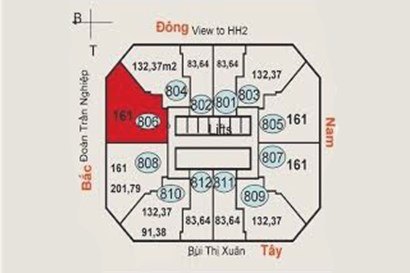 B
T
Đông View to HH2
132,37m2
83,64
83,64
132,37
804
802
801
803
161
806
Lifts
805
161
Bắc
Đoàn Trần Nghiệp
Nam
808
807
161
161
201,79
810
812
811
809
132,37
83,64
83,64
132,37
91,38
Bùi Thị Xuân
Tây